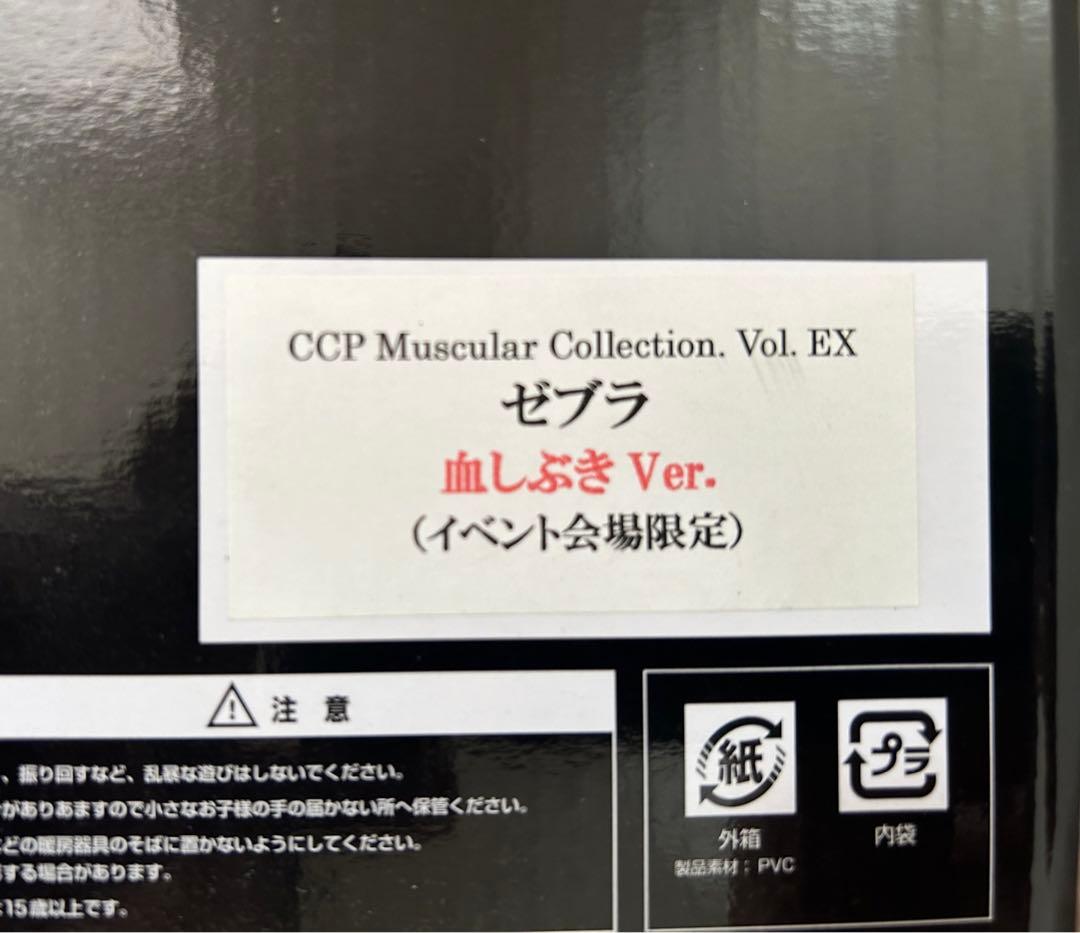 CCP Muscular Collection. Vol. EX
ゼブラ
血しぶき Ver.
（イベント会場限定）
注 意
、振り回すなど、乱暴な遊びはしないでください。
がありあますので小さなお子様の手の届かない所へ保管ください。
どの暖房器具のそばに置かないようにしてください。
する場合があります。
15歳以上です。
紙
プラ
外箱
内袋
製品素材：PVC